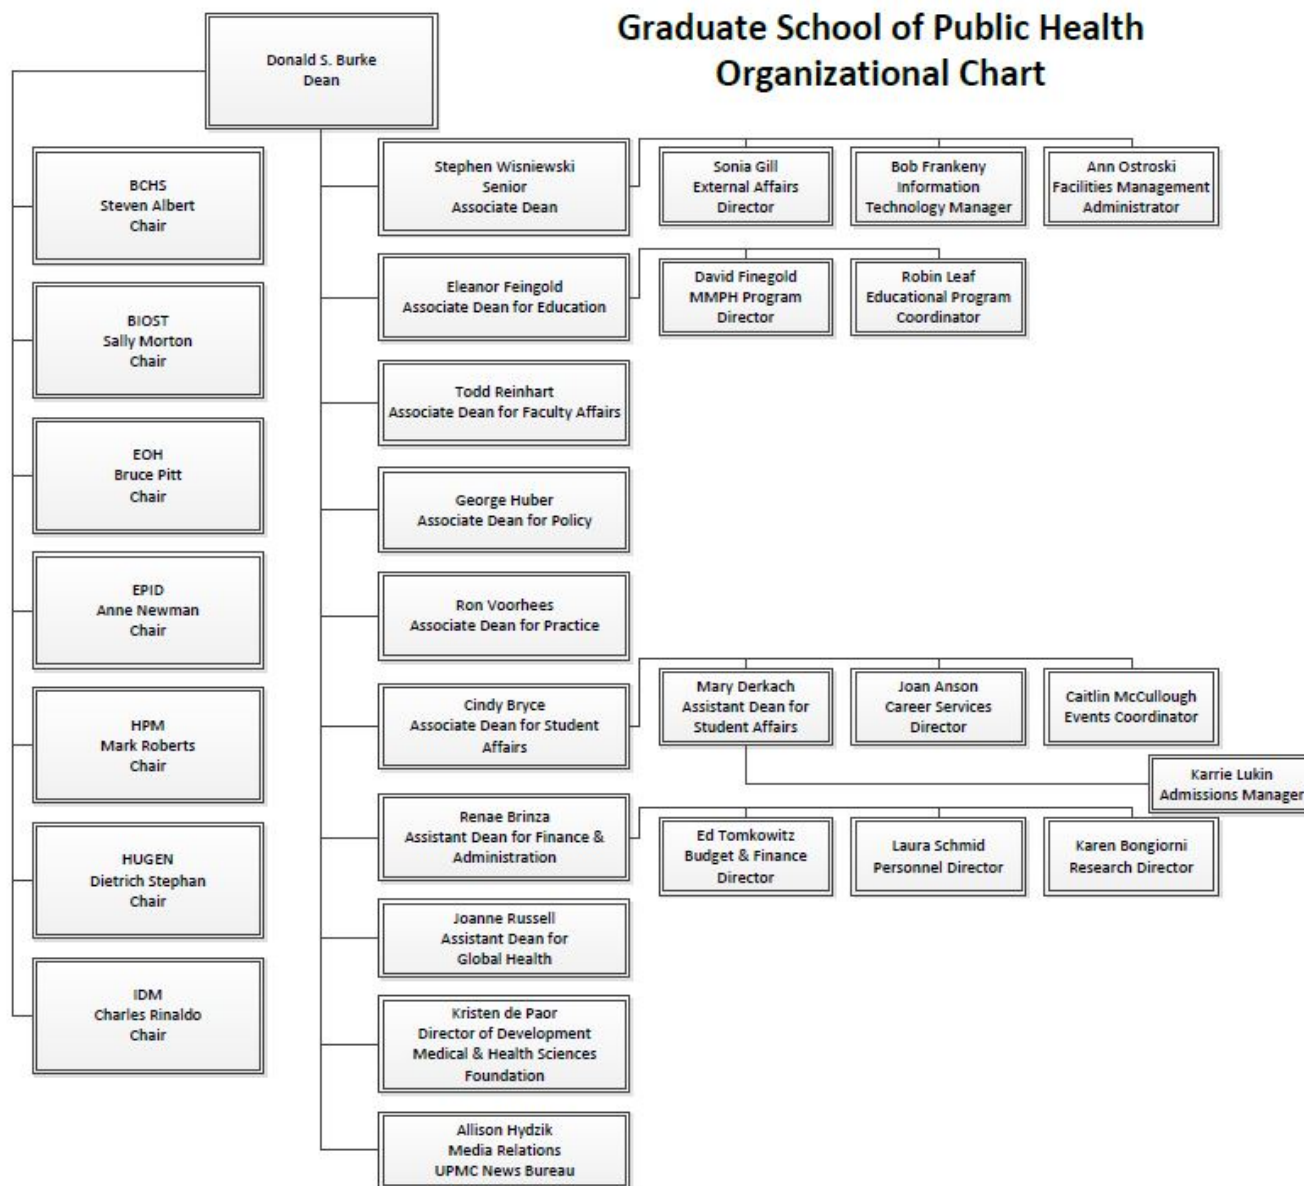 Graduate School of Public Health
Organizational Chart
Donald S. Burke
Dean
BCHS
Steven Albert
Chair
BIOST
Sally Morton
Chair
EOH
Bruce Pitt
Chair
EPID
Anne Newman
Chair
HPM
Mark Roberts
Chair
HUGEN
Dietrich Stephan
Chair
IDM
Charles Rinaldo
Chair
Stephen Wisniewski
Senior
Associate Dean
Sonia Gill
External Affairs
Director
Bob Frankeny
Information
Technology Manager
Ann Ostroski
Facilities Management
Administrator
Eleanor Feingold
Associate Dean for Education
David Finegold
MMPH Program
Director
Robin Leaf
Educational Program
Coordinator
Todd Reinhart
Associate Dean for Faculty Affairs
George Huber
Associate Dean for Policy
Ron Voorhees
Associate Dean for Practice
Cindy Bryce
Associate Dean for Student
Affairs
Mary Derkach
Assistant Dean for
Student Affairs
Joan Anson
Career Services
Director
Caitlin McCullough
Events Coordinator
Karrie Lukin
Admissions Manager
Renae Brinza
Assistant Dean for Finance &
Administration
Ed Tomkowitz
Budget & Finance
Director
Laura Schmid
Personnel Director
Karen Bongiorni
Research Director
Joanne Russell
Assistant Dean for
Global Health
Kristen de Paor
Director of Development
Medical & Health Sciences
Foundation
Allison Hydzik
Media Relations
UPMC News Bureau